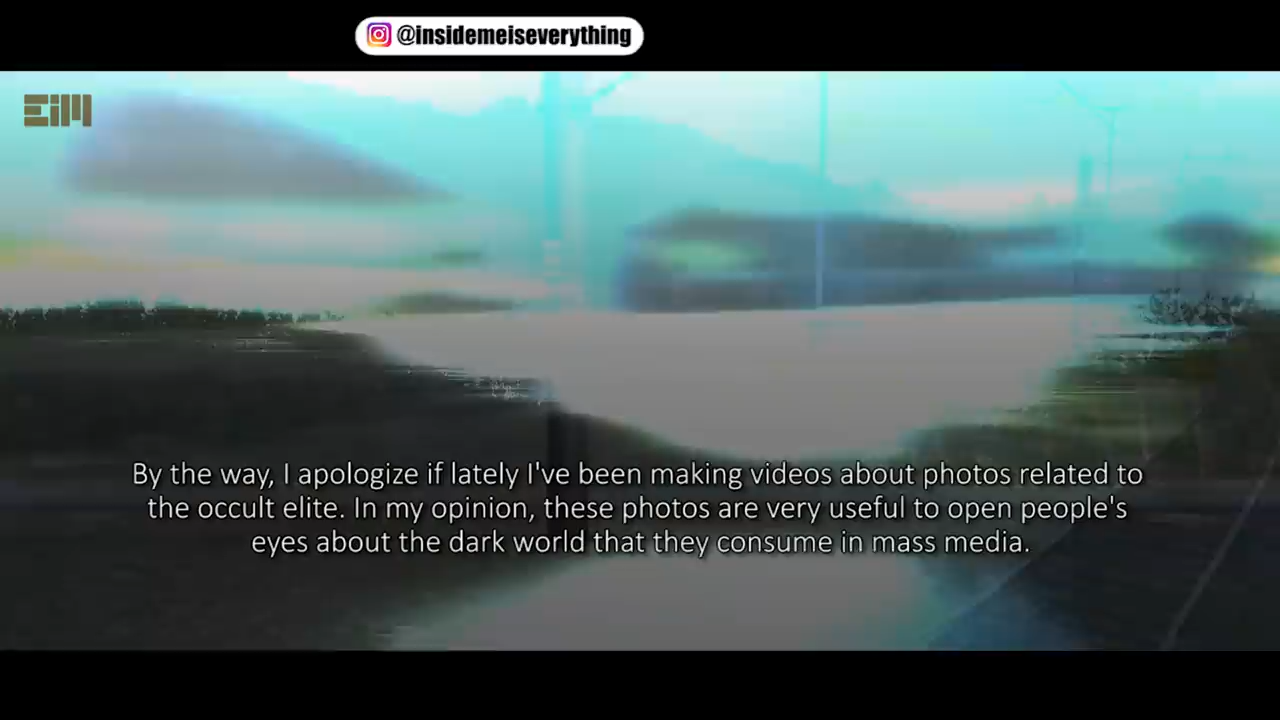 @insidemeiseverything
EiM
By the way, I apologize if lately I've been making videos about photos related to
the occult elite. In my opinion, these photos are very useful to open people's
eyes about the dark world that they consume in mass media.